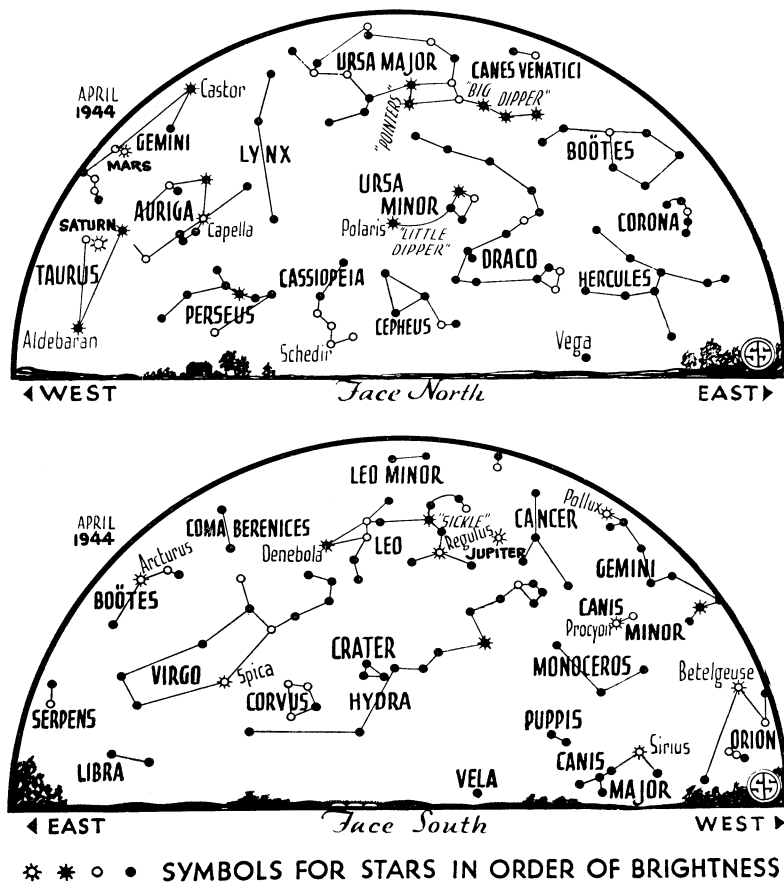 URSA MAJOR
CANES VENATICI
APRIL
1944
Castor
"POINTERS"
"BIG DIPPER"
GEMINI
MARS
LYNX
BOÖTES
URSA
MINOR
AURIGA
Capella
Polaris
"LITTLE
DIPPER"
CORONA
SATURN
TAURUS
DRACO
HERCULES
CASSIOPEIA
PERSEUS
CEPHEUS
Aldebaran
Schedir
Vega
SS
WEST
Face North
EAST
LEO MINOR
APRIL
1944
COMA BERENICES
"SICKLE"
CANCER
Pollux
Arcturus
Denebola
LEO
Regulus
JUPITER
GEMINI
BOÖTES
CANIS
MINOR
Procyon
CRATER
VIRGO
Spica
MONOCEROS
Betelgeuse
CORVUS
HYDRA
SERPENS
PUPPIS
ORION
LIBRA
CANIS
MAJOR
Sirius
VELA
SS
EAST
Face South
WEST
SYMBOLS FOR STARS IN ORDER OF BRIGHTNESS